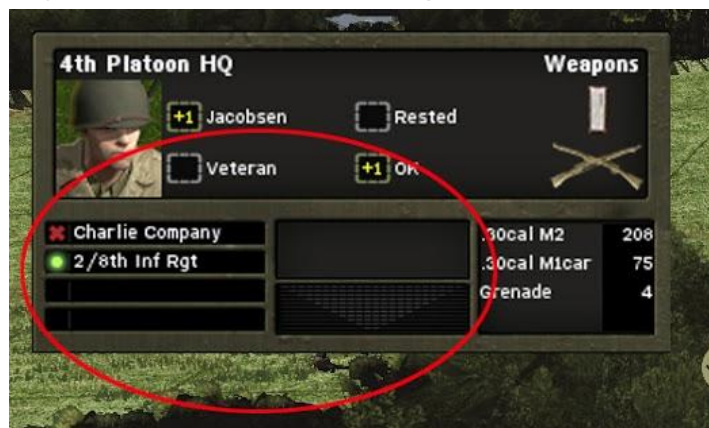 4th Platoon HQ
Weapons
+1 Jacobsen
Rested
Veteran
+1 OK
Charlie Company
2/8th Inf Rgt
.30cal M2 208
.30cal M1car 75
Grenade 4